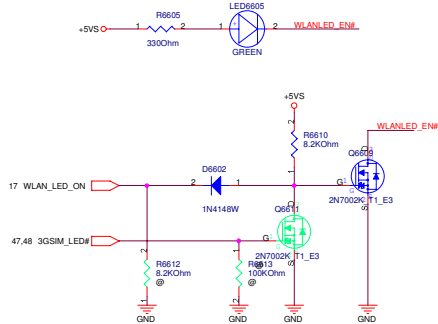 LED6605
R6605
WLANLED_EN#
+5VS
1
2
1
2
330Ohm
GREEN
+5VS
2
R6610
8.2KOhm
1
WLANLED_EN#
Q6609
D
D6602
17 WLAN_LED_ON
2
1
G
1N4148W
Q6611
2N7002K_T1_E3
D
S
47,48 3GSIM_LED#
G
2N7002K_T1_E3
S
2
R6612
8.2KOhm
@
1
1
R6613
100KOhm
@
2
GND
GND
GND
GND